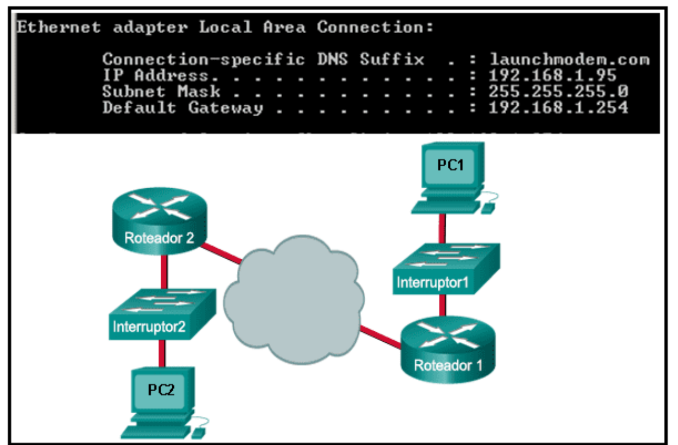 Ethernet adapter Local Area Connection:
Connection-specific DNS Suffix . : launchmodem.com
IP Address. . . . . . . . . . . . : 192.168.1.95
Subnet Mask . . . . . . . . . . . : 255.255.255.0
Default Gateway . . . . . . . . . : 192.168.1.254
PC1
Roteador 2
Interruptor1
Interruptor2
Roteador 1
PC2